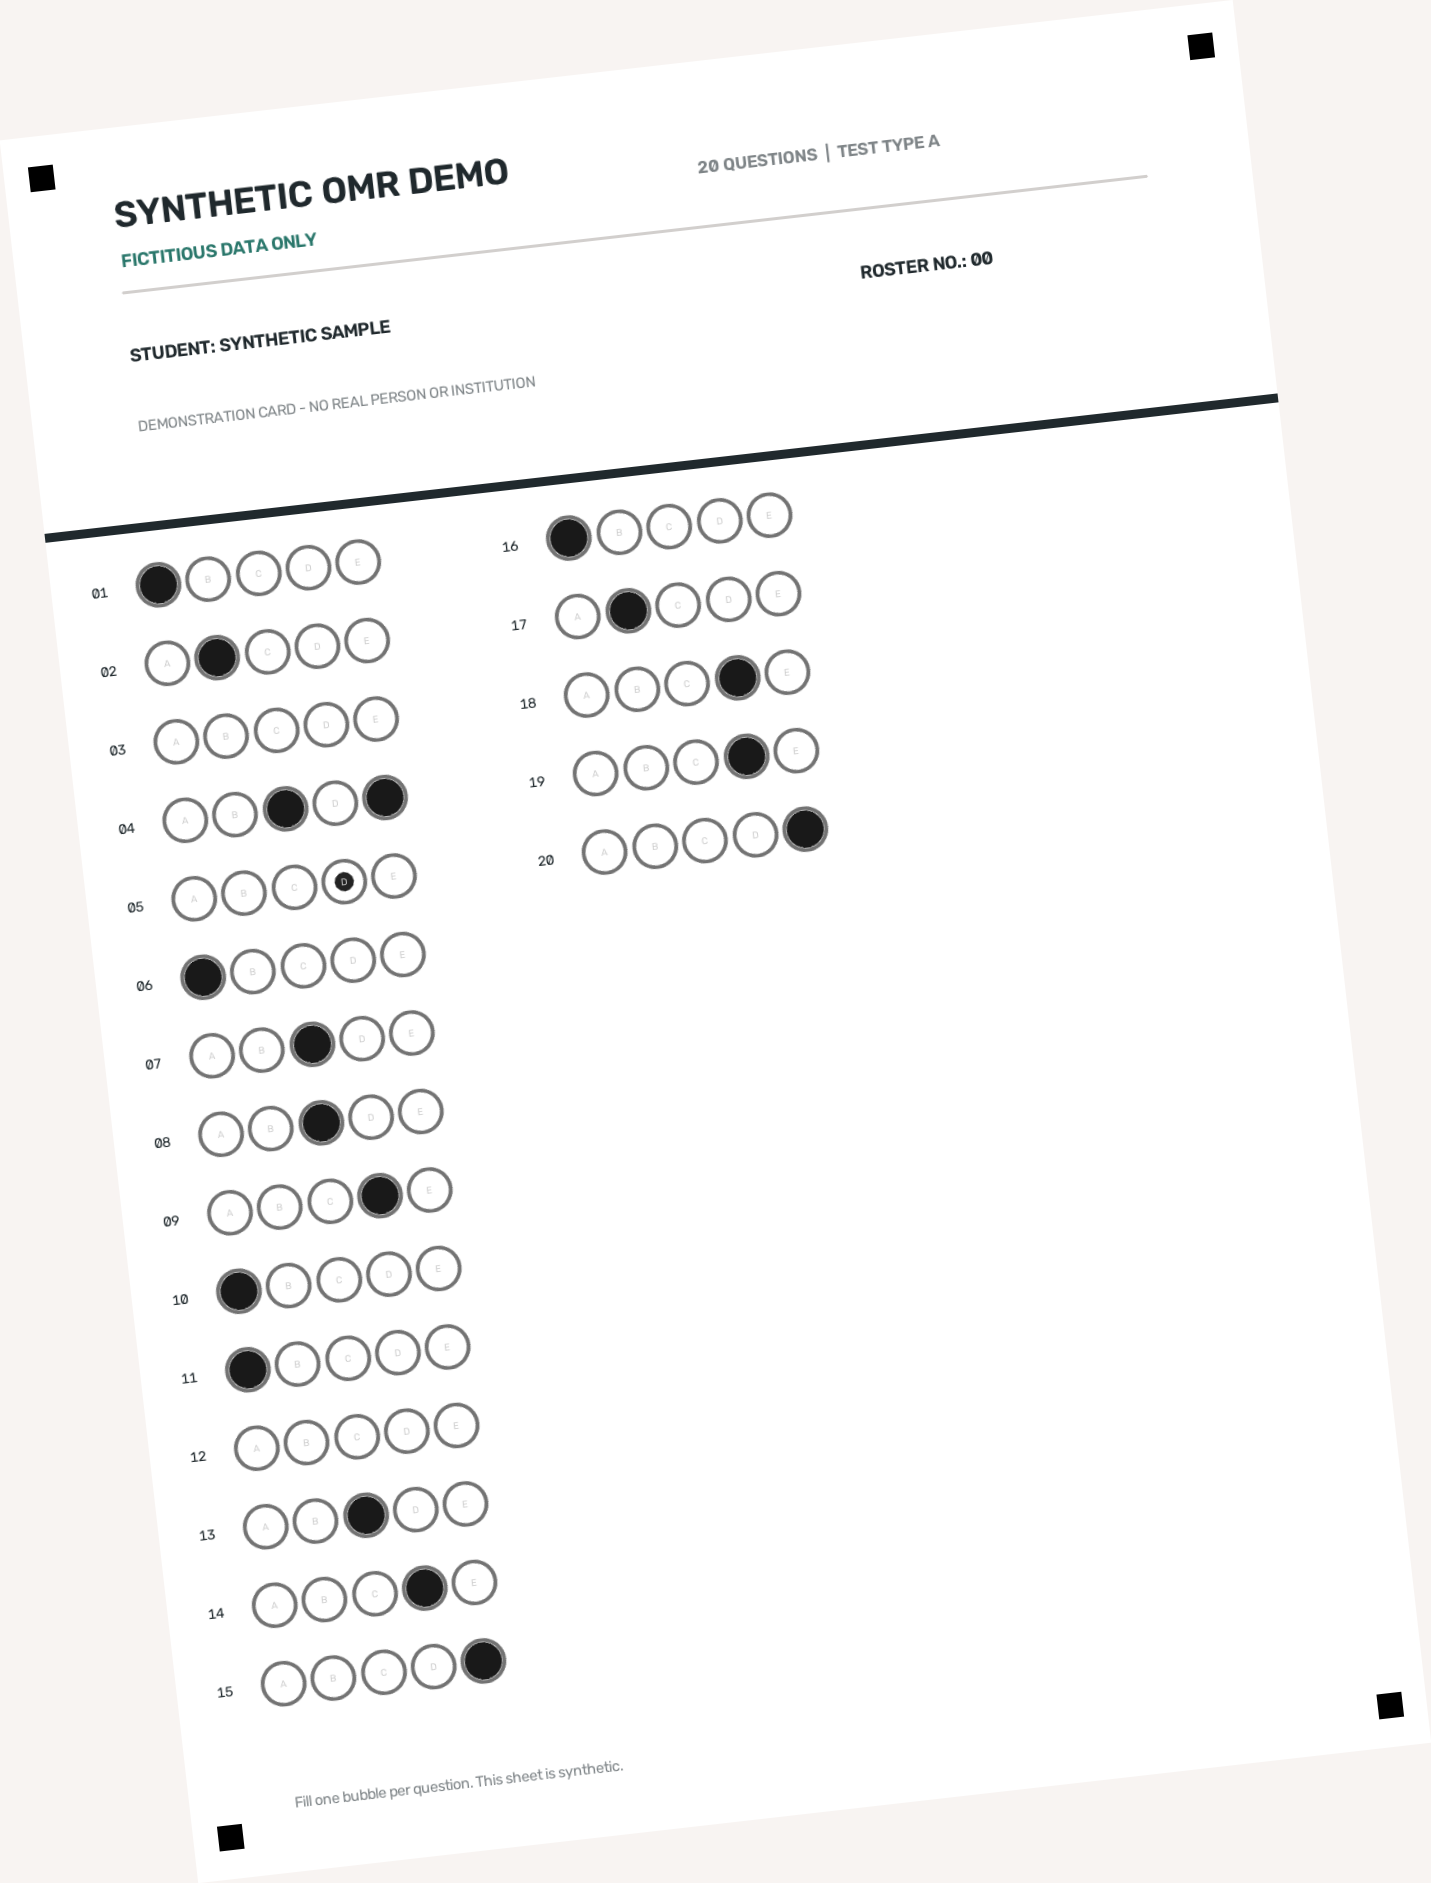 SYNTHETIC OMR DEMO
20 QUESTIONS | TEST TYPE A
FICTITIOUS DATA ONLY
ROSTER NO.: 00
STUDENT: SYNTHETIC SAMPLE
DEMONSTRATION CARD - NO REAL PERSON OR INSTITUTION
01 B C D E
02 A C D E
03 A B C D E
04 A B D
05 A B C D E
06 B C D E
07 A B D E
08 A B D E
09 A B C E
10 B C D E
11 B C D E
12 A B C D E
13 A B D E
14 A B C E
15 A B C D
16 B C D E
17 A C D E
18 A B C E
19 A B C E
20 A B C D
Fill one bubble per question. This sheet is synthetic.